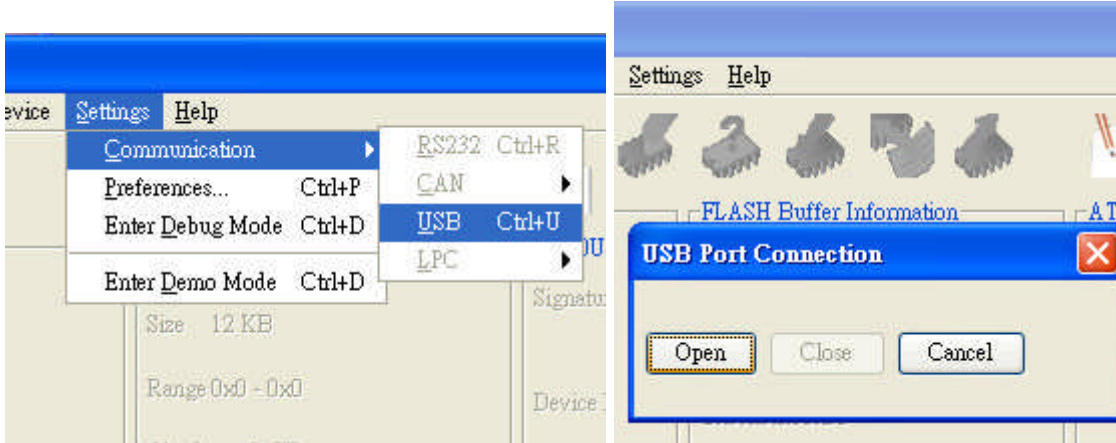 evice Settings Help
Communication
RS232 Ctrl+R
Preferences... Ctrl+P
CAN
Enter Debug Mode Ctrl+D
USB Ctrl+U
LPC
Enter Demo Mode Ctrl+D
Signatu
Size 12 KB
Range 0x0 - 0x0
Device
Settings Help
FLASH Buffer Information
AT
USB Port Connection
Open Close Cancel